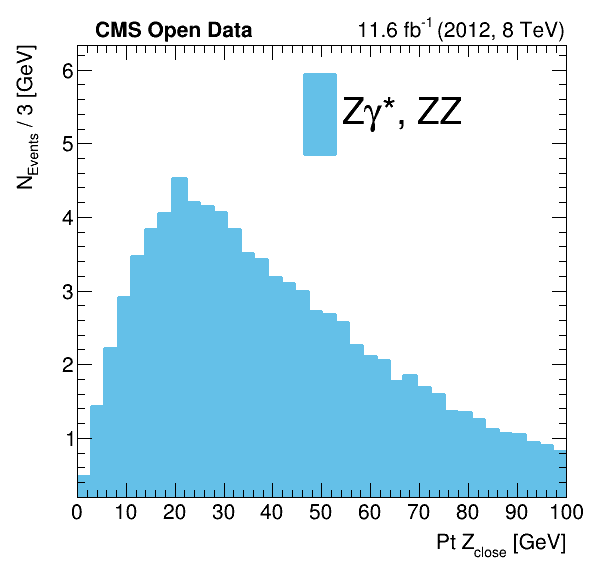 CMS Open Data 11.6 fb⁻¹ (2012, 8 TeV)
N_Events / 3 [GeV]
Zγ*, ZZ
6
5
4
3
2
1
0 10 20 30 40 50 60 70 80 90 100
Pt Z_close [GeV]